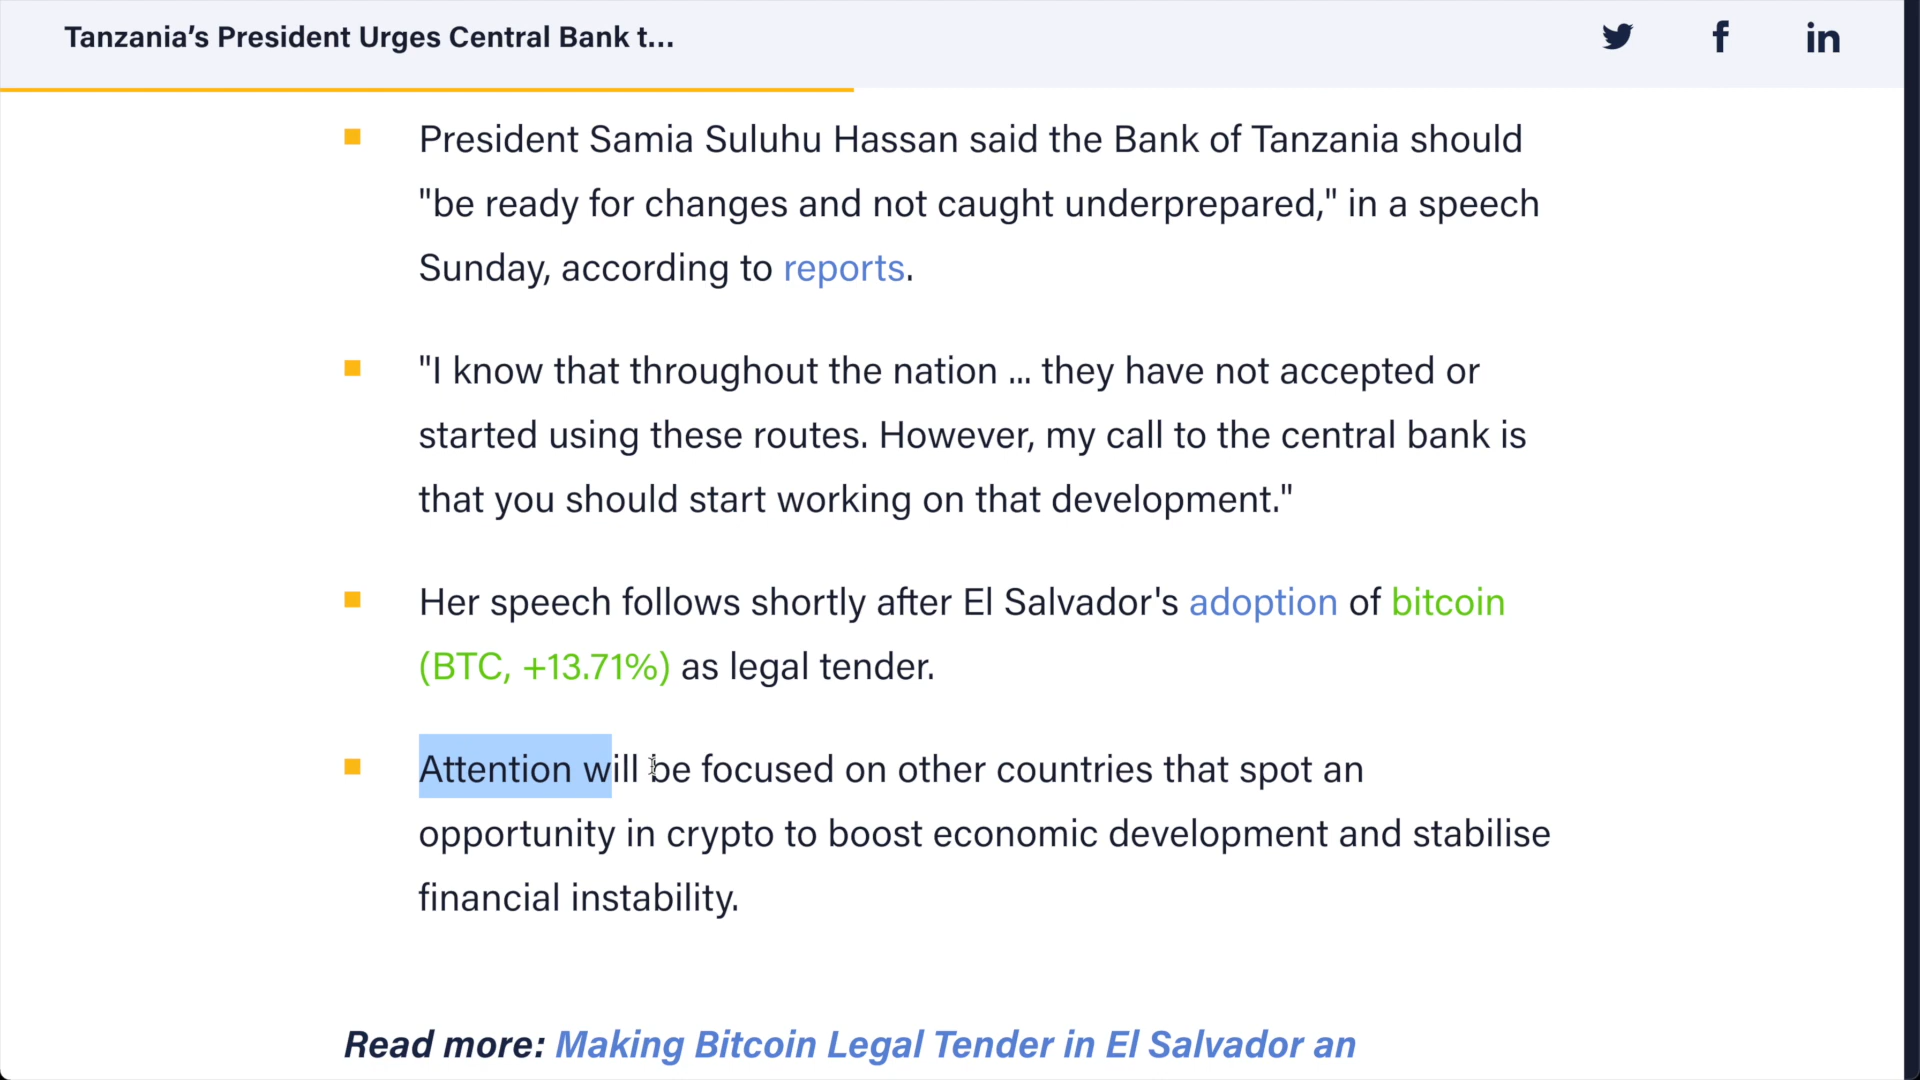 Tanzania's President Urges Central Bank t...
President Samia Suluhu Hassan said the Bank of Tanzania should
"be ready for changes and not caught underprepared," in a speech
Sunday, according to reports.
"I know that throughout the nation ... they have not accepted or
started using these routes. However, my call to the central bank is
that you should start working on that development."
Her speech follows shortly after El Salvador's adoption of bitcoin
(BTC, +13.71%) as legal tender.
Attention will be focused on other countries that spot an
opportunity in crypto to boost economic development and stabilise
financial instability.
Read more: Making Bitcoin Legal Tender in El Salvador an